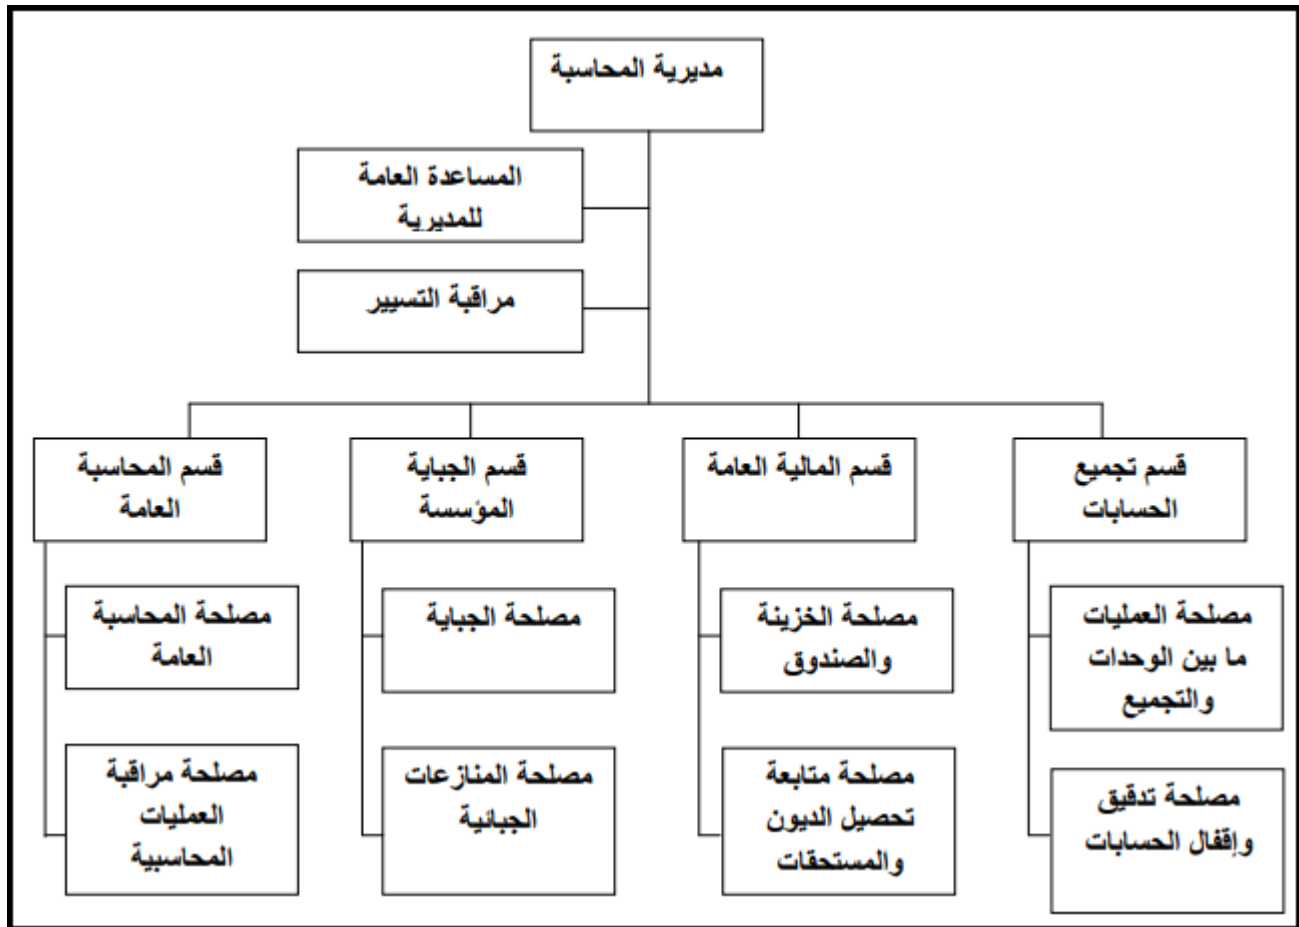 مديرية المحاسبة
المساعدة العامة
للمديرية
مراقبة التسيير
قسم تجميع
الحسابات
قسم المالية العامة
قسم الجباية
المؤسسة
قسم المحاسبة
العامة
مصلحة العمليات
ما بين الوحدات
والتجميع
مصلحة الخزينة
والصندوق
مصلحة الجباية
مصلحة المحاسبة
العامة
مصلحة تدقيق
وإقفال الحسابات
مصلحة متابعة
تحصيل الديون
والمستحقات
مصلحة المنازعات
الجبائية
مصلحة مراقبة
العمليات
المحاسبية